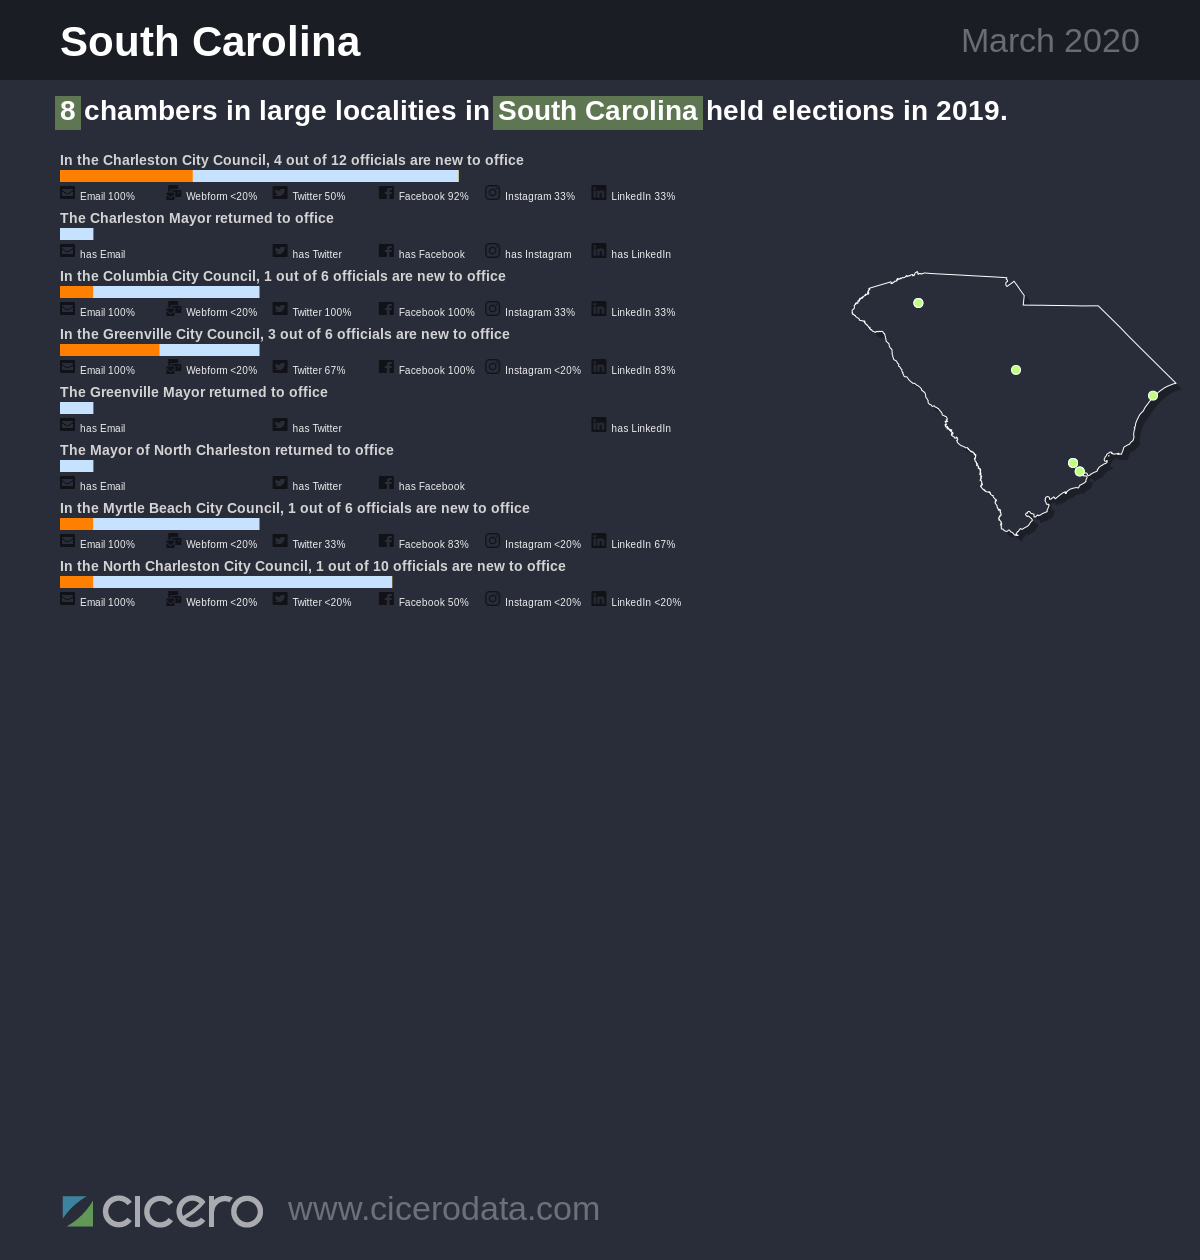 South Carolina
March 2020
8 chambers in large localities in South Carolina held elections in 2019.
In the Charleston City Council, 4 out of 12 officials are new to office
Email 100% Webform <20% Twitter 50% Facebook 92% Instagram 33% LinkedIn 33%
The Charleston Mayor returned to office
has Email has Twitter has Facebook has Instagram has LinkedIn
In the Columbia City Council, 1 out of 6 officials are new to office
Email 100% Webform <20% Twitter 100% Facebook 100% Instagram 33% LinkedIn 33%
In the Greenville City Council, 3 out of 6 officials are new to office
Email 100% Webform <20% Twitter 67% Facebook 100% Instagram <20% LinkedIn 83%
The Greenville Mayor returned to office
has Email has Twitter has LinkedIn
The Mayor of North Charleston returned to office
has Email has Twitter has Facebook
In the Myrtle Beach City Council, 1 out of 6 officials are new to office
Email 100% Webform <20% Twitter 33% Facebook 83% Instagram <20% LinkedIn 67%
In the North Charleston City Council, 1 out of 10 officials are new to office
Email 100% Webform <20% Twitter <20% Facebook 50% Instagram <20% LinkedIn <20%
cicero www.cicerodata.com